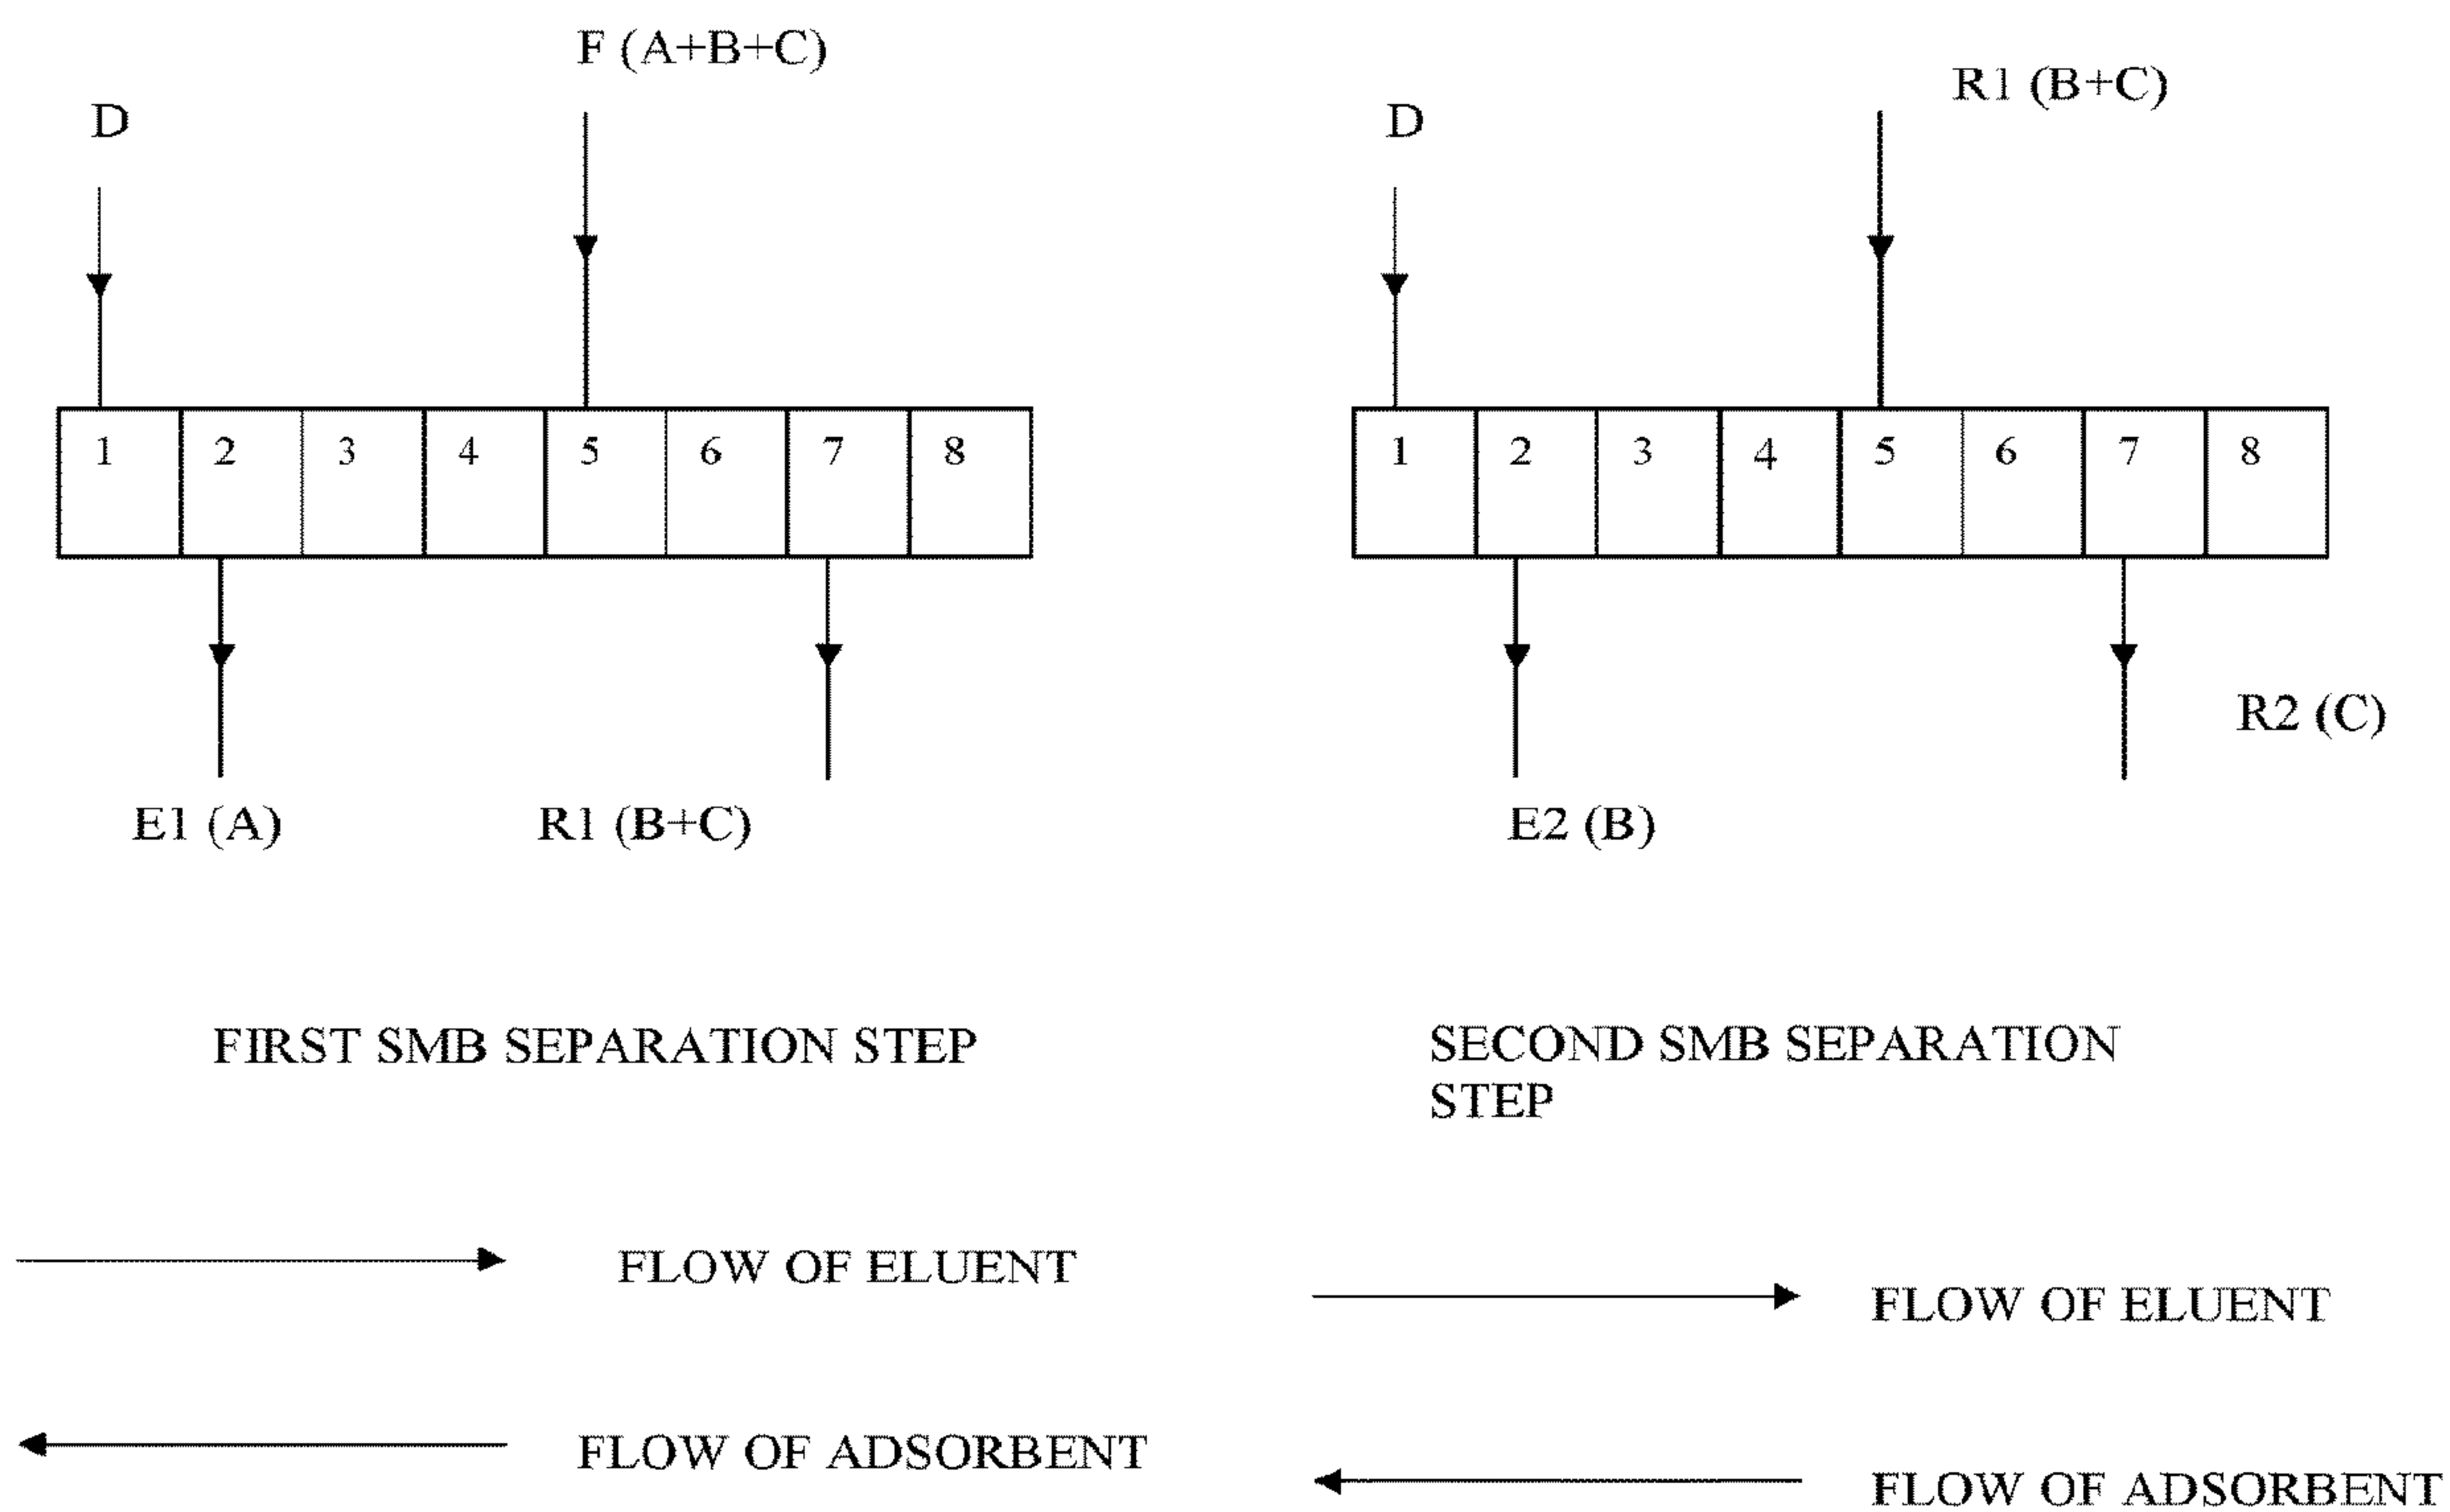 F (A+B+C)
D
1 2 3 4 5 6 7 8
E1 (A)
R1 (B+C)
FIRST SMB SEPARATION STEP
FLOW OF ELUENT
FLOW OF ADSORBENT
R1 (B+C)
D
1 2 3 4 5 6 7 8
R2 (C)
E2 (B)
SECOND SMB SEPARATION
STEP
FLOW OF ELUENT
FLOW OF ADSORBENT